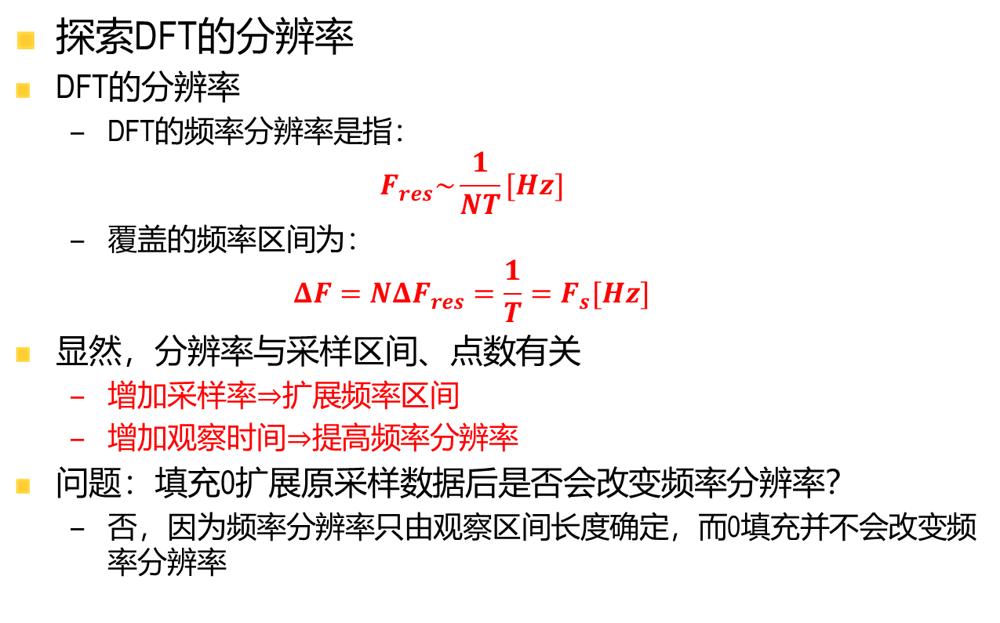 探索DFT的分辨率
DFT的分辨率
– DFT的频率分辨率是指：
F_{res}~\frac{1}{NT}[Hz]
– 覆盖的频率区间为：
ΔF = NΔF_{res} = \frac{1}{T} = F_s[Hz]
显然，分辨率与采样区间、点数有关
– 增加采样率⇒扩展频率区间
– 增加观察时间⇒提高频率分辨率
问题：填充0扩展原采样数据后是否会改变频率分辨率？
– 否，因为频率分辨率只由观察区间长度确定，而0填充并不会改变频
率分辨率